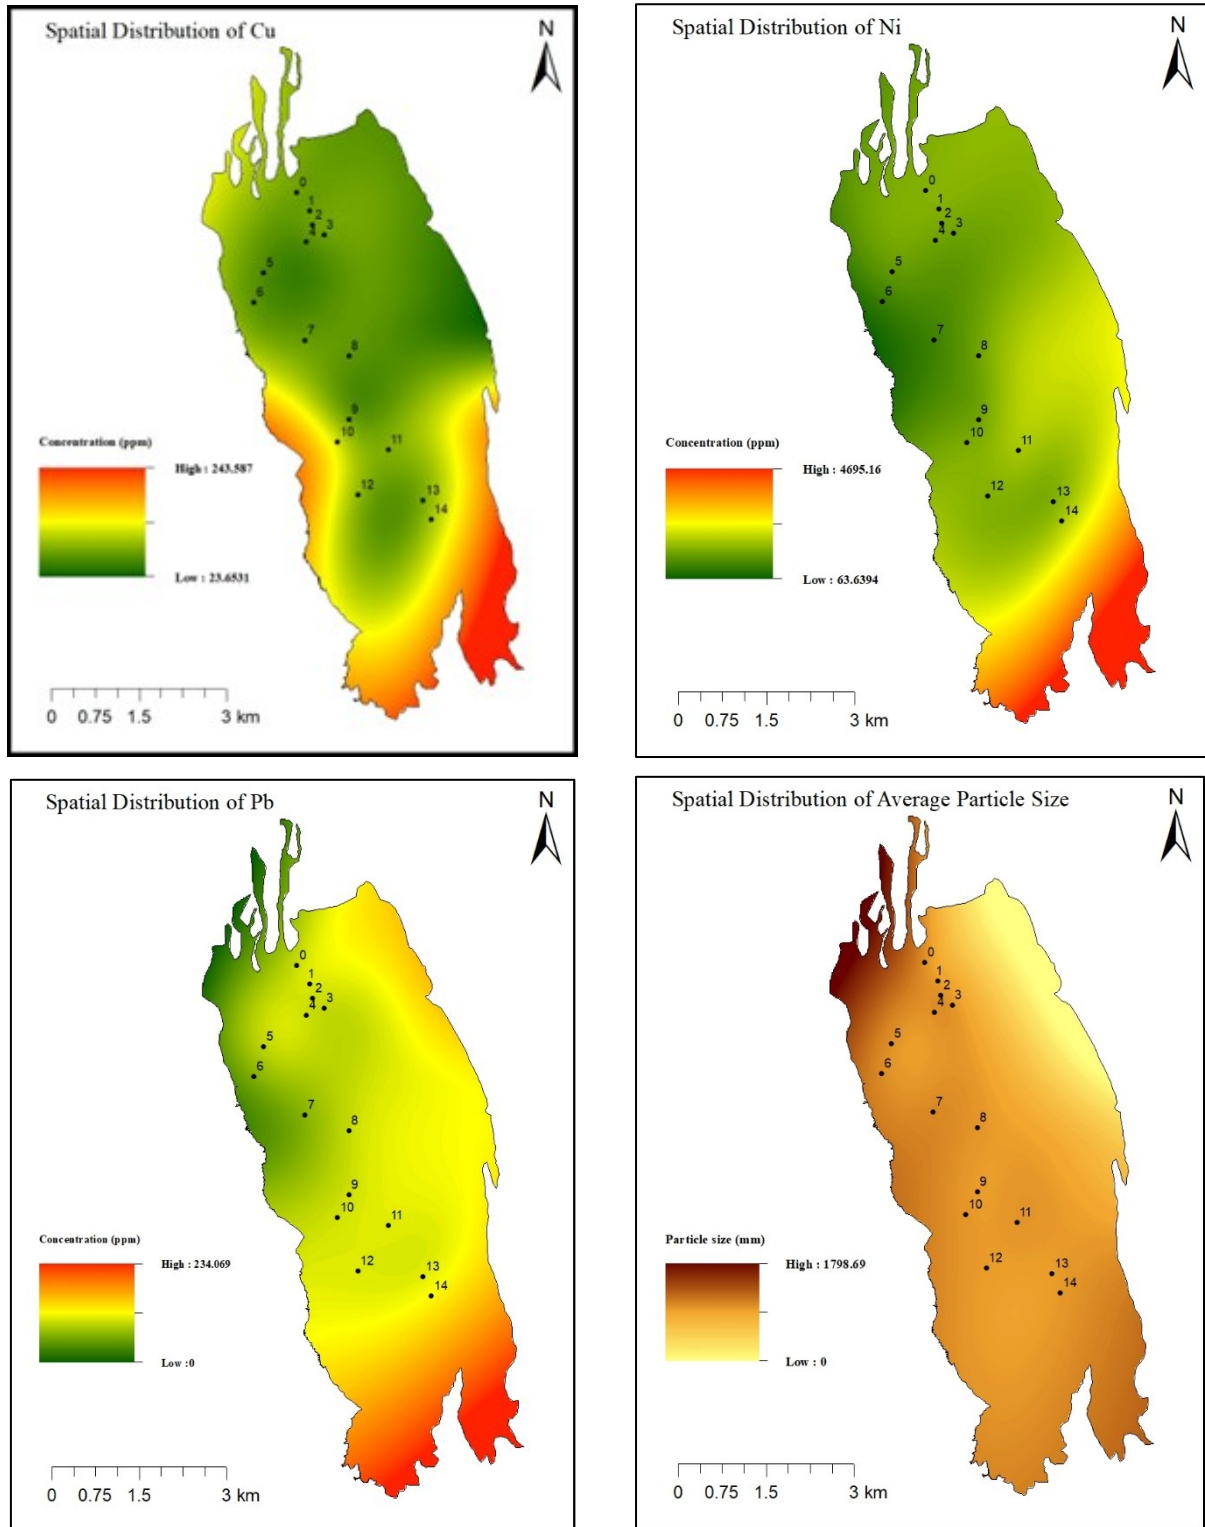 Spatial Distribution of Cu
N
0
1
2
3
4
5
6
7
8
9
10
11
12
13
14
Concentration (ppm)
High : 243.587
Low : 23.6531
0 0.75 1.5 3 km
Spatial Distribution of Ni
N
0
1
2
3
4
5
6
7
8
9
10
11
12
13
14
Concentration (ppm)
High : 4695.16
Low : 63.6394
0 0.75 1.5 3 km
Spatial Distribution of Pb
N
0
1
2
3
4
5
6
7
8
9
10
11
12
13
14
Concentration (ppm)
High : 234.069
Low :0
0 0.75 1.5 3 km
Spatial Distribution of Average Particle Size
N
0
1
2
3
4
5
6
7
8
9
10
11
12
13
14
Particle size (mm)
High : 1798.69
Low : 0
0 0.75 1.5 3 km